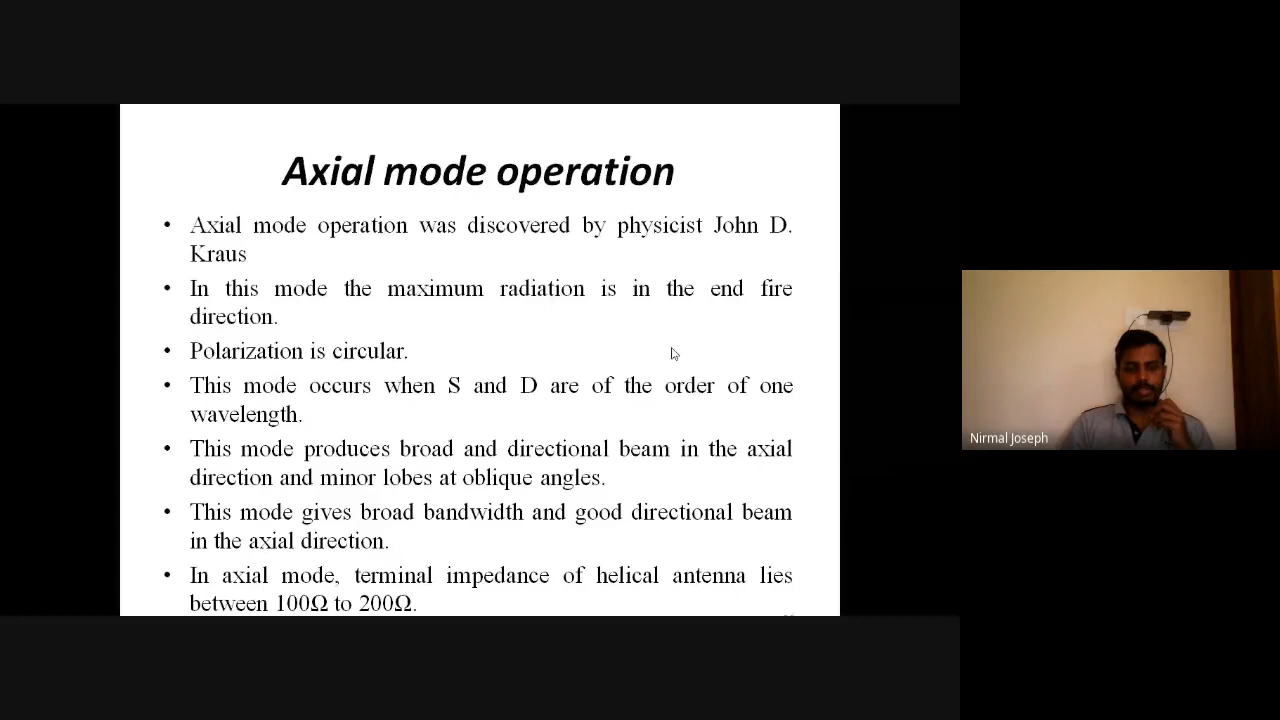 Axial mode operation
• Axial mode operation was discovered by physicist John D.
Kraus
• In this mode the maximum radiation is in the end fire
direction.
• Polarization is circular.
• This mode occurs when S and D are of the order of one
wavelength.
• This mode produces broad and directional beam in the axial
direction and minor lobes at oblique angles.
• This mode gives broad bandwidth and good directional beam
in the axial direction.
• In axial mode, terminal impedance of helical antenna lies
between 100Ω to 200Ω.
Nirmal Joseph